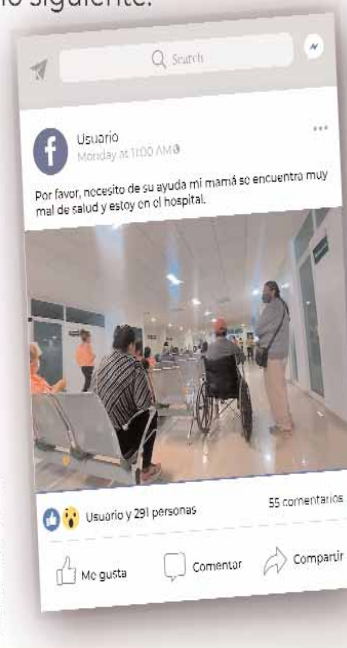 lo siguiente:
Search
Usuario
Monday at 11:00 AM
Por favor, necesito de su ayuda mi mamá se encuentra muy
mal de salud y estoy en el hospital.
Usuario y 291 personas
55 comentarios
Me gusta
Comentar
Compartir